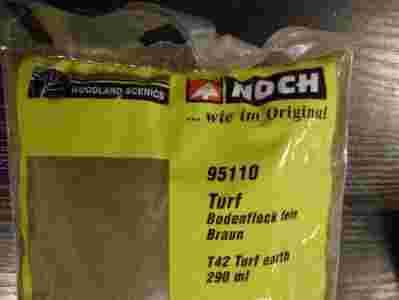 WOODLAND SCENICS
NOCH
... wie im Original
95110
Turf
Bodenflock fein
Braun
T42 Turf earth
290 ml